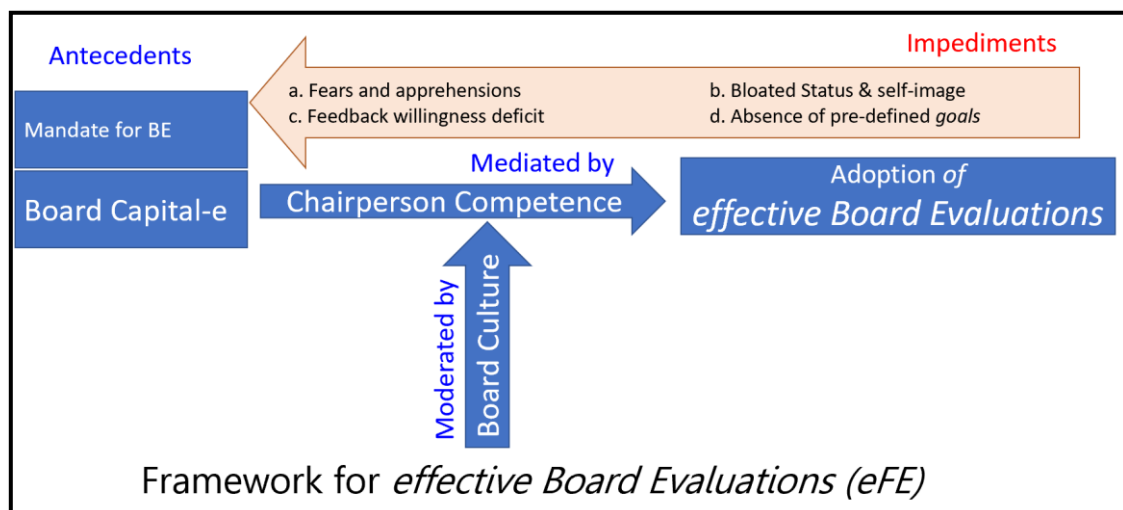 Antecedents
Impediments
a. Fears and apprehensions
b. Bloated Status & self-image
c. Feedback willingness deficit
d. Absence of pre-defined goals
Mandate for BE
Board Capital-e
Mediated by
Chairperson Competence
Adoption of
effective Board Evaluations
Moderated by
Board Culture
Framework for effective Board Evaluations (eFE)